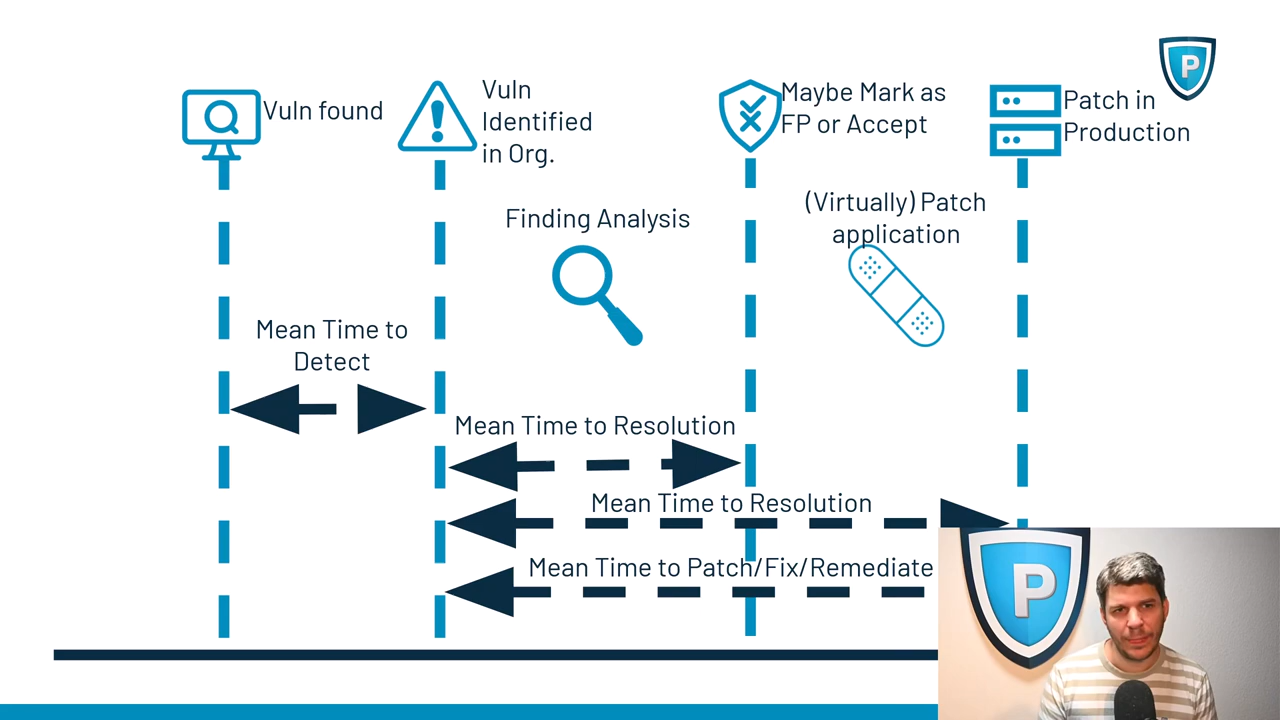 Vuln found
Vuln
Identified
in Org.
Maybe Mark as
FP or Accept
Patch in
Production
P
Finding Analysis
(Virtually) Patch
application
Mean Time to
Detect
Mean Time to Resolution
Mean Time to Resolution
Mean Time to Patch/Fix/Remediate
P